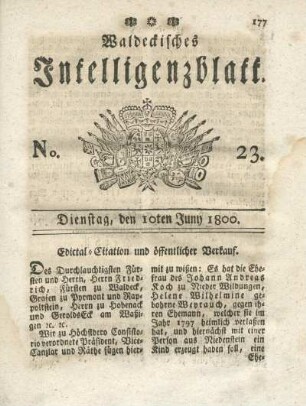 177
Waldeckisches
Intelligenzblatt.
No. 23.
Dienstag, den 10ten Juny 1800.
Edictal-Citation und öffentlicher Verkauf.
Des Durchlauchtigsten Für-
sten und Herrn, Herrn Fried-
rich, Fürsten zu Waldeck,
Grafen zu Pyrmont und Rap-
poltstein, Herrn zu Hohenack
und Geroldseck am Waßi-
gen ꝛc. ꝛc.
Wir zu Höchstdero Consisto-
rio verordnete Präsident, Vice-
Canzlar und Räthe fügen hier-
mit zu wißen: Es hat die Ehe-
frau des Johann Andreas
Koch zu Nieder Wildungen,
Helene Wilhelmine ge-
bohrne Weyrauch, gegen ih-
ren Ehemann, welcher sie im
Jahr 1797 heimlich verlassen
hat, und hiernächst mit einer
Person aus Niedenstein ein
Kind erzeugt haben soll, eine
Ehe-